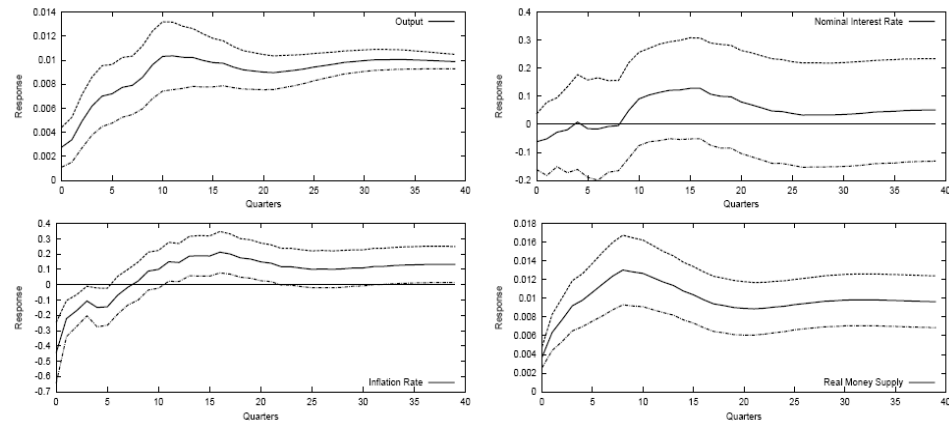 Output
0.014
0.012
0.01
0.008
0.006
0.004
0.002
0
Response
0 5 10 15 20 25 30 35 40
Quarters
Nominal Interest Rate
0.4
0.3
0.2
0.1
0
-0.1
-0.2
Response
0 5 10 15 20 25 30 35 40
Quarters
0.4
0.3
0.2
0.1
0
-0.1
-0.2
-0.3
-0.4
-0.5
-0.6
-0.7
Response
Inflation Rate
0 5 10 15 20 25 30 35 40
Quarters
0.018
0.016
0.014
0.012
0.01
0.008
0.006
0.004
0.002
0
Response
Real Money Supply
0 5 10 15 20 25 30 35 40
Quarters